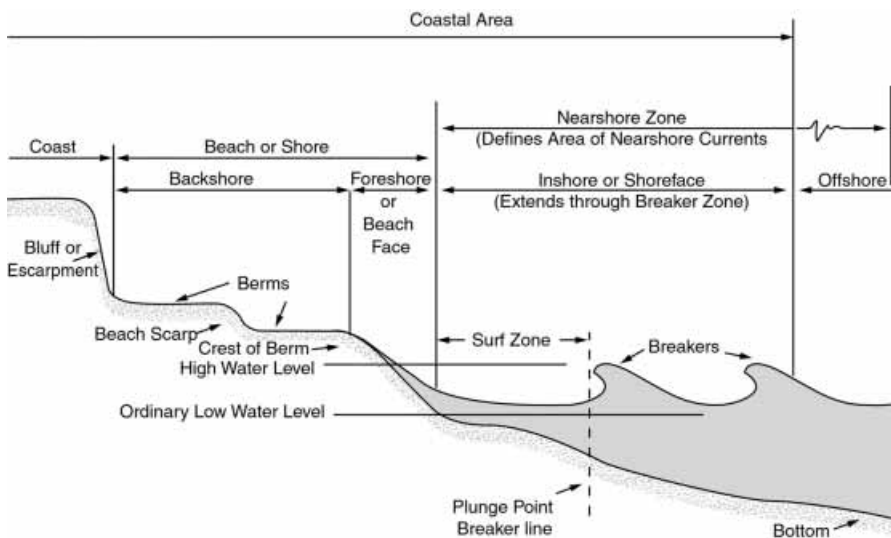 Coastal Area
Nearshore Zone
(Defines Area of Nearshore Currents
Coast
Beach or Shore
Backshore
Foreshore
or
Beach
Face
Inshore or Shoreface
(Extends through Breaker Zone)
Offshore
Bluff or
Escarpment
Berms
Beach Scarp
Crest of Berm
High Water Level
Surf Zone
Breakers
Ordinary Low Water Level
Plunge Point
Breaker line
Bottom